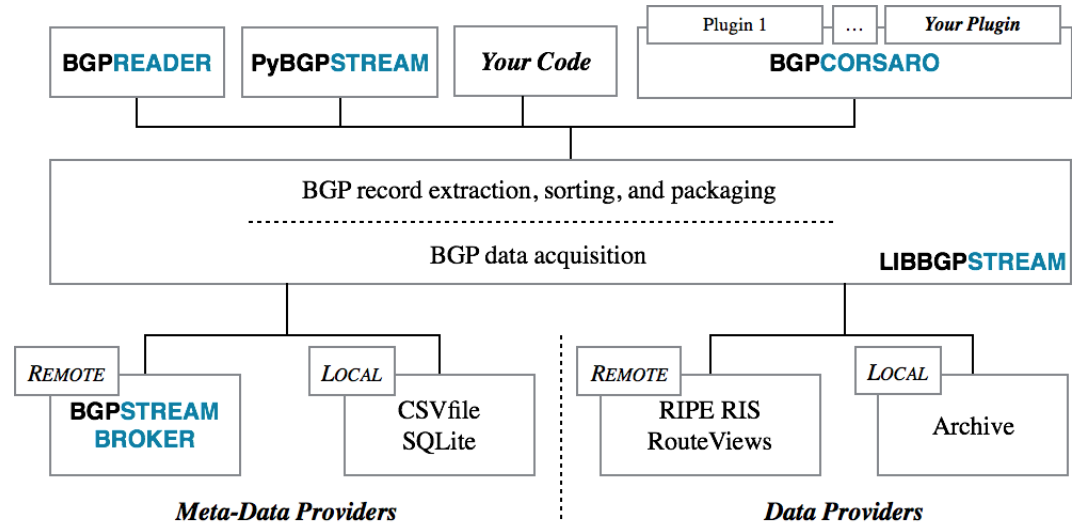 Plugin 1
...
Your Plugin
BGPREADER
PyBGPSTREAM
Your Code
BGPCORSARO
BGP record extraction, sorting, and packaging
BGP data acquisition
LIBBGPSTREAM
REMOTE
BGPSTREAM
BROKER
LOCAL
CSVfile
SQLite
REMOTE
RIPE RIS
RouteViews
LOCAL
Archive
Meta-Data Providers
Data Providers